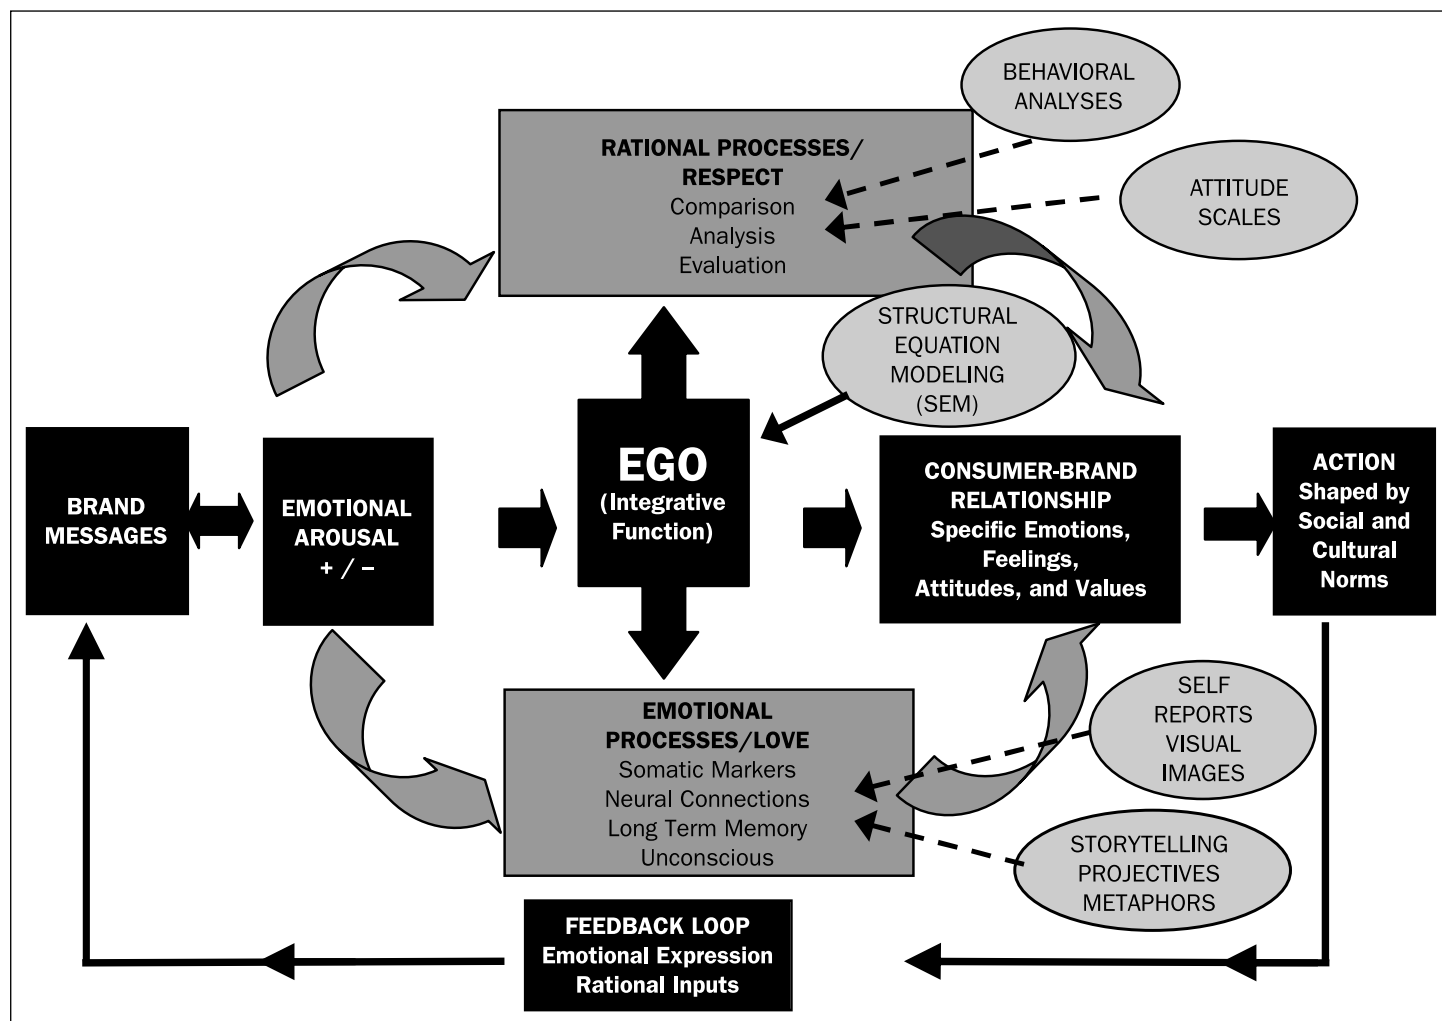 BEHAVIORAL
ANALYSES
RATIONAL PROCESSES/
RESPECT
Comparison
Analysis
Evaluation
ATTITUDE
SCALES
STRUCTURAL
EQUATION
MODELING
(SEM)
BRAND
MESSAGES
EMOTIONAL
AROUSAL
+ / –
EGO
(Integrative
Function)
CONSUMER-BRAND
RELATIONSHIP
Specific Emotions,
Feelings,
Attitudes, and Values
ACTION
Shaped by
Social and
Cultural
Norms
EMOTIONAL
PROCESSES/LOVE
Somatic Markers
Neural Connections
Long Term Memory
Unconscious
SELF
REPORTS
VISUAL
IMAGES
STORYTELLING
PROJECTIVES
METAPHORS
FEEDBACK LOOP
Emotional Expression
Rational Inputs